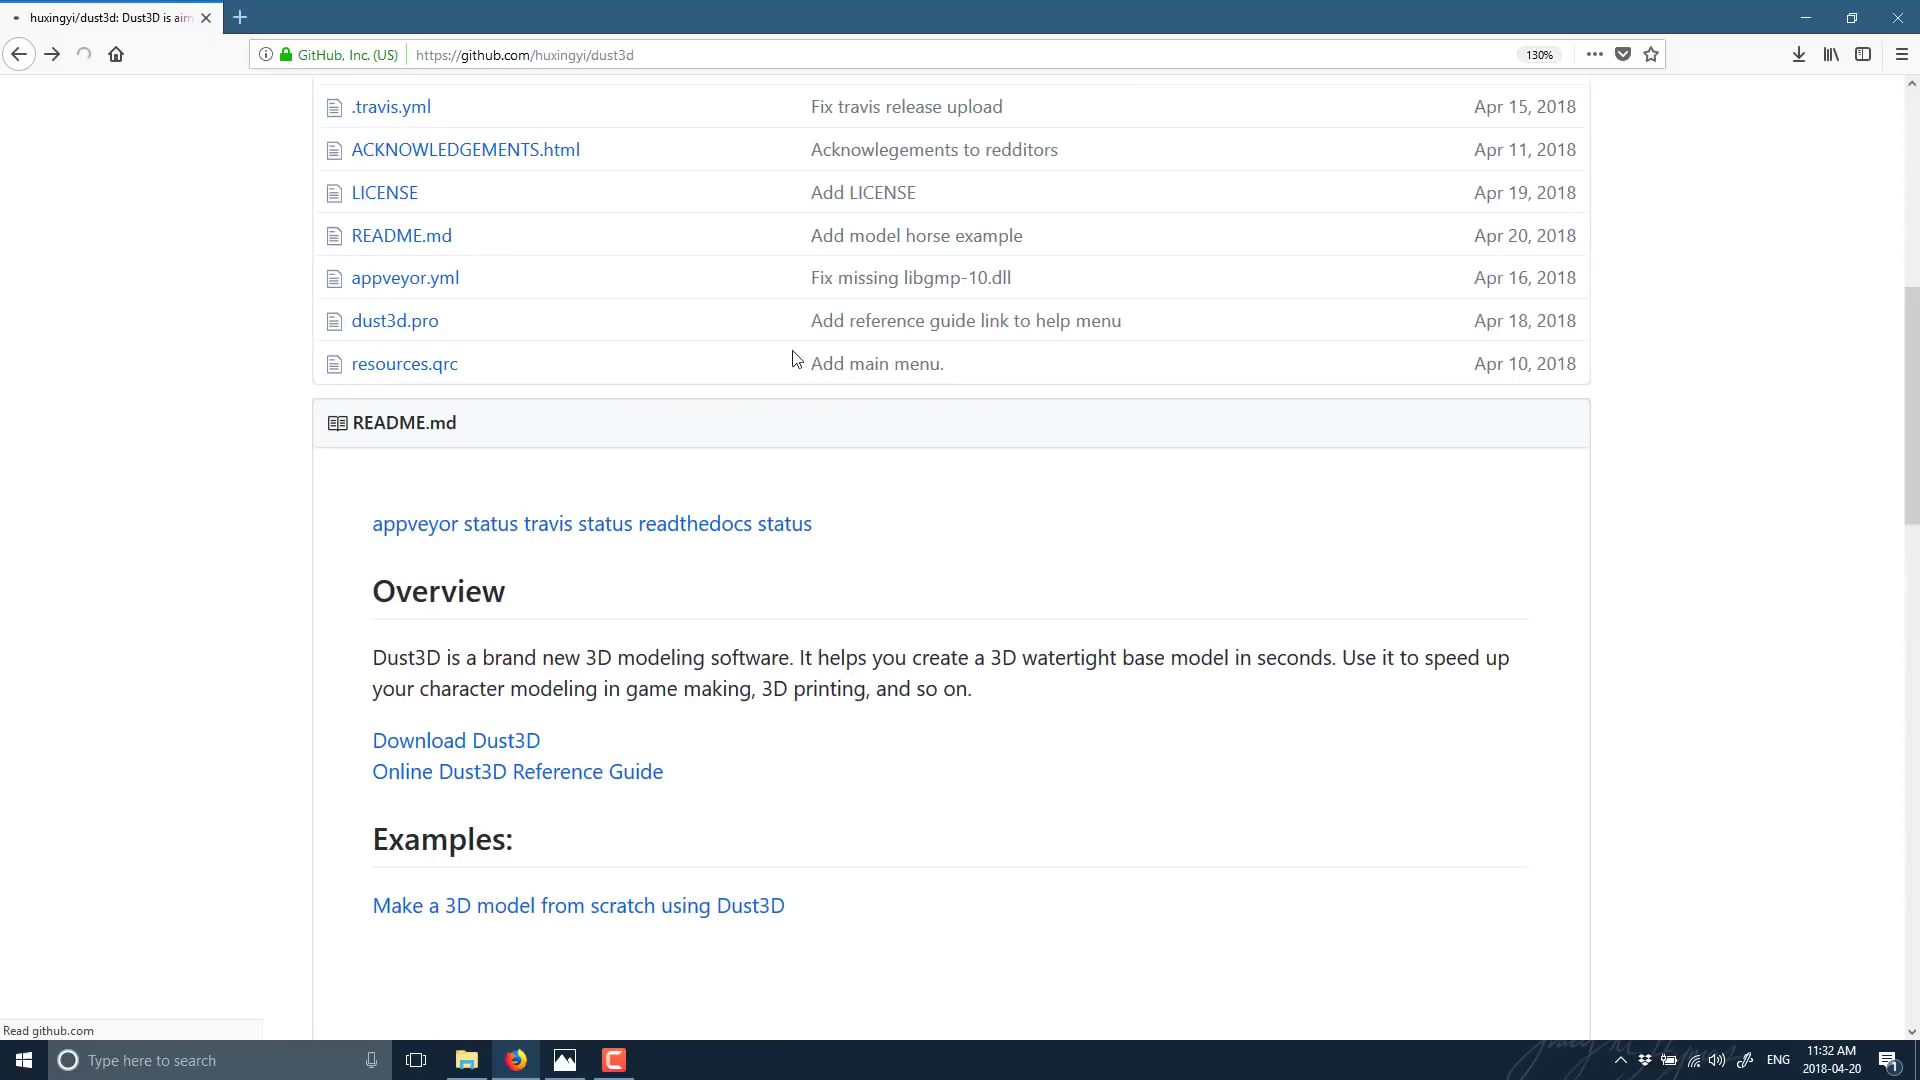 huxingyi/dust3d: Dust3D is aim
GitHub, Inc. (US)
https://github.com/huxingyi/dust3d
130%
.travis.yml Fix travis release upload Apr 15, 2018
ACKNOWLEDGEMENTS.html Acknowlegements to redditors Apr 11, 2018
LICENSE Add LICENSE Apr 19, 2018
README.md Add model horse example Apr 20, 2018
appveyor.yml Fix missing libgmp-10.dll Apr 16, 2018
dust3d.pro Add reference guide link to help menu Apr 18, 2018
resources.qrc Add main menu. Apr 10, 2018
README.md
appveyor status travis status readthedocs status
Overview
Dust3D is a brand new 3D modeling software. It helps you create a 3D watertight base model in seconds. Use it to speed up
your character modeling in game making, 3D printing, and so on.
Download Dust3D
Online Dust3D Reference Guide
Examples:
Make a 3D model from scratch using Dust3D
Read github.com
Type here to search
ENG
11:32 AM
2018-04-20
1